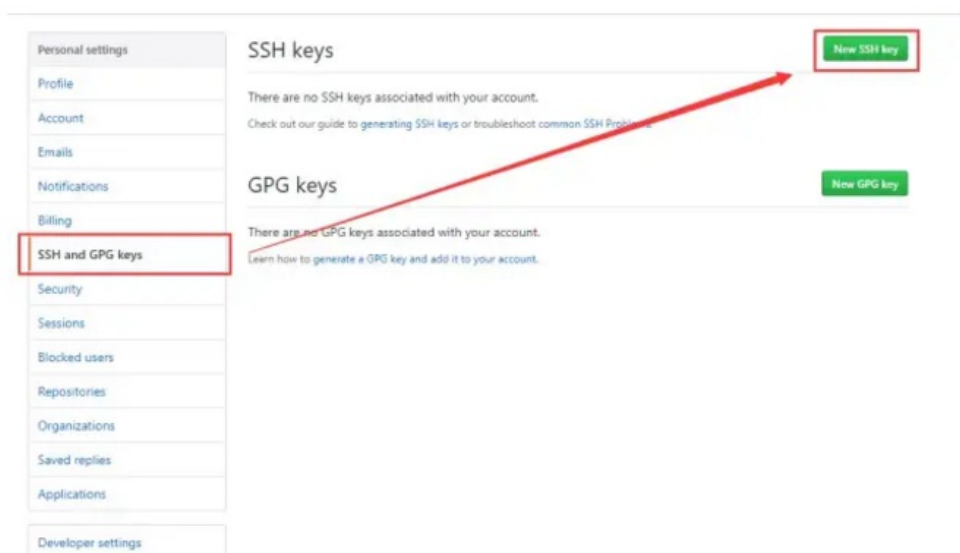 Personal settings
Profile
Account
Emails
Notifications
Billing
SSH and GPG keys
Security
Sessions
Blocked users
Repositories
Organizations
Saved replies
Applications
Developer settings
SSH keys
New SSH key
There are no SSH keys associated with your account.
Check out our guide to generating SSH keys or troubleshoot common SSH Problems.
GPG keys
New GPG key
There are no GPG keys associated with your account.
Learn how to generate a GPG key and add it to your account.